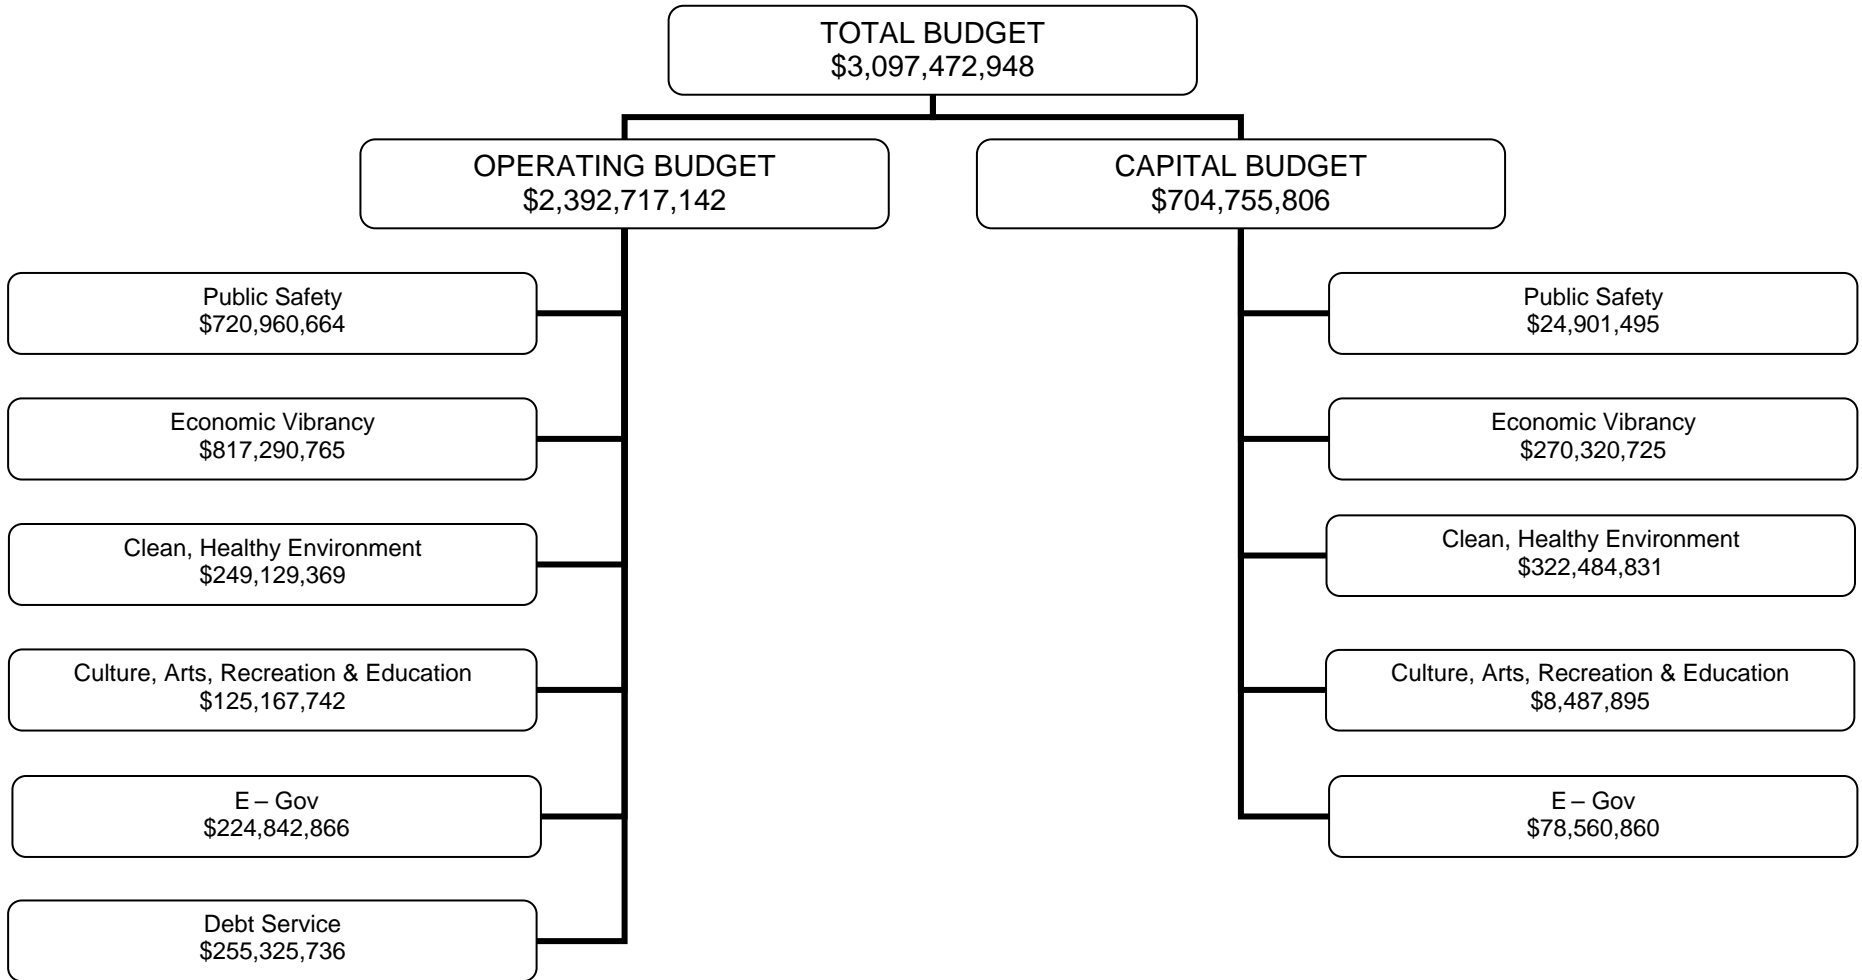 TOTAL BUDGET
$3,097,472,948
OPERATING BUDGET
$2,392,717,142
CAPITAL BUDGET
$704,755,806
Public Safety
$720,960,664
Economic Vibrancy
$817,290,765
Clean, Healthy Environment
$249,129,369
Culture, Arts, Recreation & Education
$125,167,742
E – Gov
$224,842,866
Debt Service
$255,325,736
Public Safety
$24,901,495
Economic Vibrancy
$270,320,725
Clean, Healthy Environment
$322,484,831
Culture, Arts, Recreation & Education
$8,487,895
E – Gov
$78,560,860